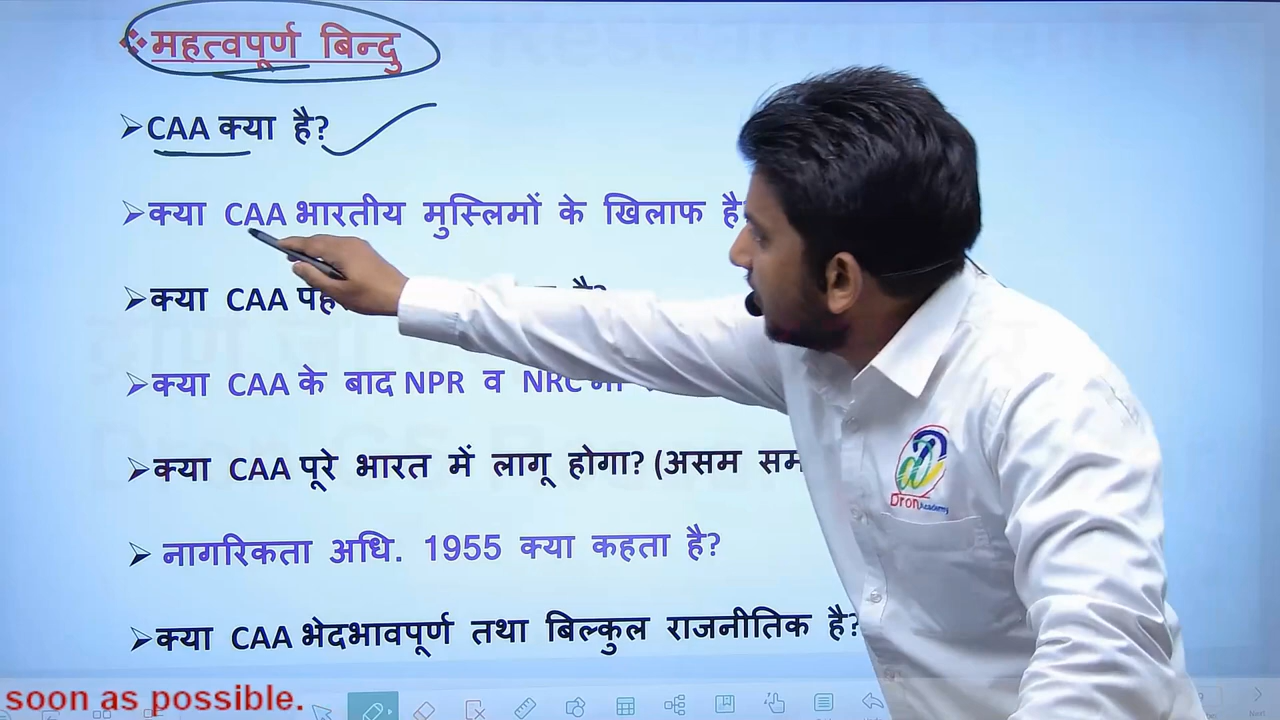 महत्वपूर्ण बिन्दु
CAA क्या है?
क्या CAA भारतीय मुस्लिमों के खिलाफ है
क्या CAA है?
क्या CAA के बाद NPR व NRC
क्या CAA पूरे भारत में लागू होगा? (असम
नागरिकता अधि. 1955 क्या कहता है?
क्या CAA भेदभावपूर्ण तथा बिल्कुल राजनीतिक है?
Dron
Academy
soon as possible.